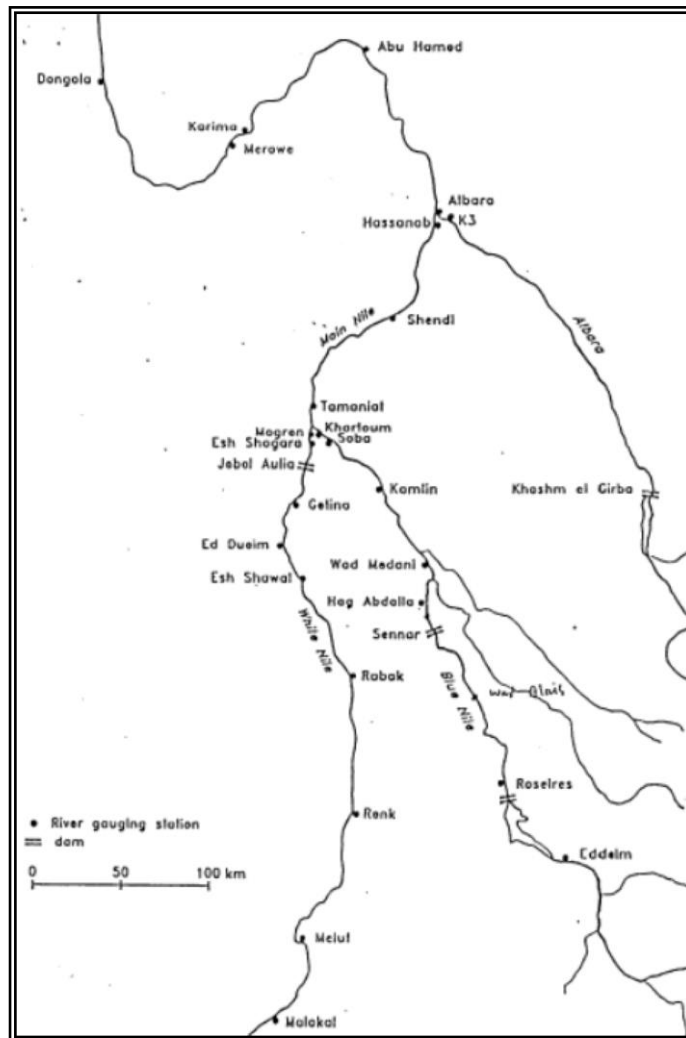 Abu Hamed
Dongola
Karima
Merowe
Atbara
K3
Hassanab
Atbara
Main Nile
Shendi
Tamaniat
Mogren
Khartoum
Esh Shagara
Soba
Jebel Aulia
Kamlin
Khashm el Girba
Getina
Ed Dueim
Wad Medani
Esh Shawal
Hag Abdalla
White Nile
Sennar
Rabak
Blue Nile
Roseires
Renk
River gauging station
dam
Eddeim
0 50 100 km
Melut
Malakal